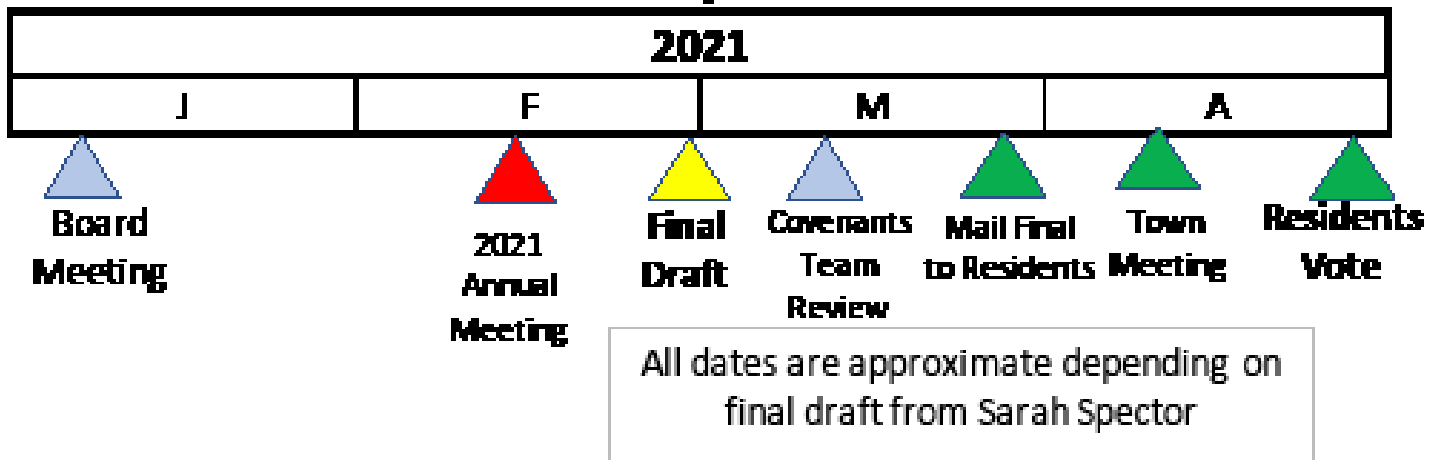 2021
J F M A
Board
Meeting
2021
Annual
Meeting
Final
Draft
Covenants
Team
Review
Mail Final
to Residents
Town
Meeting
Residents
Vote
All dates are approximate depending on
final draft from Sarah Spector